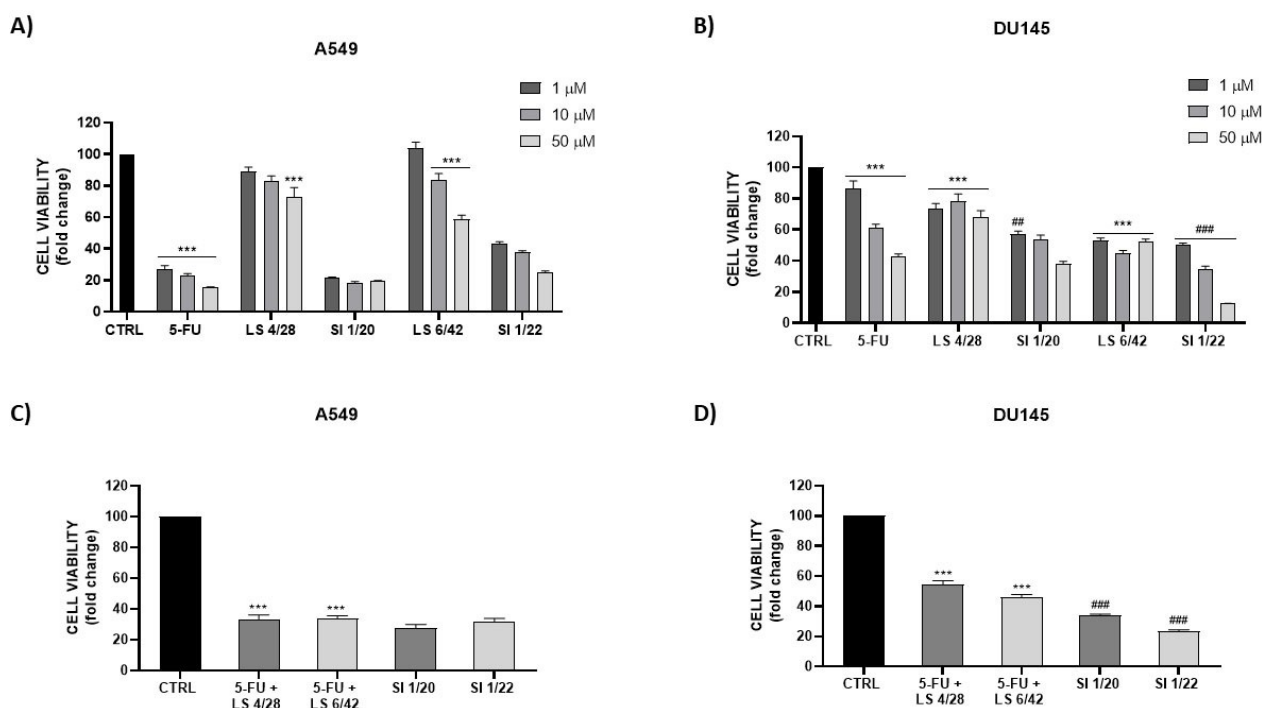 A)
A549
1 μM
10 μM
50 μM
CELL VIABILITY
(fold change)
120
100
80
60
40
20
0
***
***
***
CTRL 5-FU LS 4/28 SI 1/20 LS 6/42 SI 1/22
B)
DU145
1 μM
10 μM
50 μM
CELL VIABILITY
(fold change)
120
100
80
60
40
20
0
***
***
##
***
###
CTRL 5-FU LS 4/28 SI 1/20 LS 6/42 SI 1/22
C)
A549
CELL VIABILITY
(fold change)
120
100
80
60
40
20
0
*** ***
CTRL 5-FU + 5-FU + SI 1/20 SI 1/22
LS 4/28 LS 6/42
D)
DU145
CELL VIABILITY
(fold change)
120
100
80
60
40
20
0
***
***
###
###
CTRL 5-FU + 5-FU + SI 1/20 SI 1/22
LS 4/28 LS 6/42